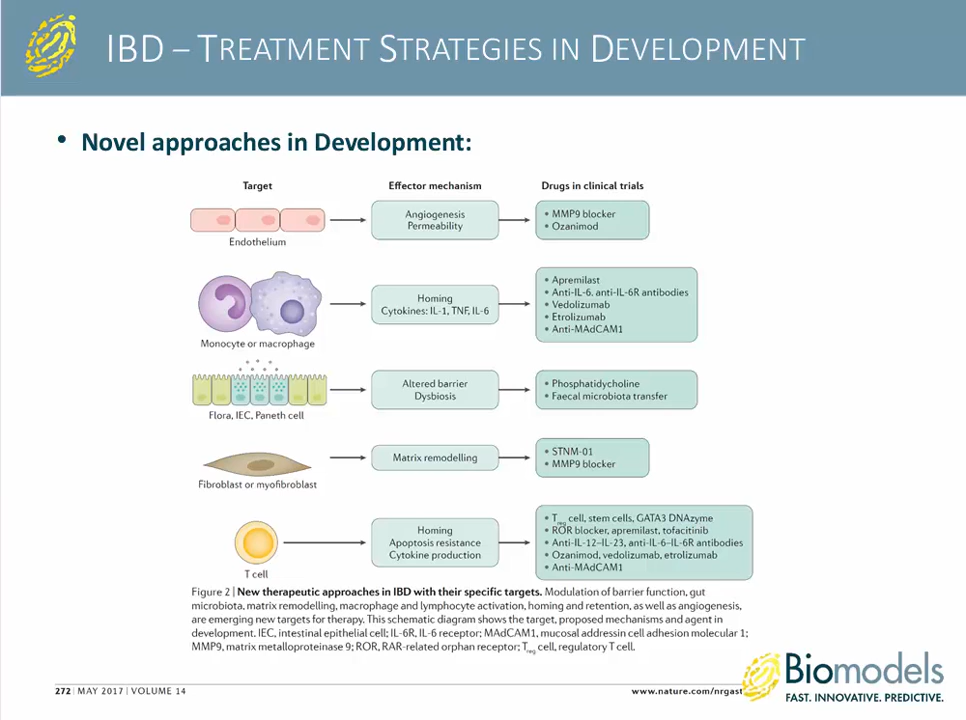 IBD – TREATMENT STRATEGIES IN DEVELOPMENT
• Novel approaches in Development:
Target Effector mechanism Drugs in clinical trials
Endothelium
Angiogenesis
Permeability
• MMP9 blocker
• Ozanimod
Monocyte or macrophage
Homing
Cytokines: IL-1, TNF, IL-6
• Apremilast
• Anti-IL-6. anti-IL-6R antibodies
• Vedolizumab
• Etrolizumab
• Anti-MAdCAM1
Flora, IEC, Paneth cell
Altered barrier
Dysbiosis
• Phosphatidycholine
• Faecal microbiota transfer
Fibroblast or myofibroblast
Matrix remodelling
• STNM-01
• MMP9 blocker
T cell
Homing
Apoptosis resistance
Cytokine production
• Treg cell, stem cells, GATA3 DNAzyme
• ROR blocker, apremilast, tofacitinib
• Anti-IL-12–IL-23, anti-IL-6–IL-6R antibodies
• Ozanimod, vedolizumab, etrolizumab
• Anti-MAdCAM1
Figure 2 | New therapeutic approaches in IBD with their specific targets. Modulation of barrier function, gut
microbiota, matrix remodelling, macrophage and lymphocyte activation, homing and retention, as well as angiogenesis,
are emerging new targets for therapy. This schematic diagram shows the target, proposed mechanisms and agent in
development. IEC, intestinal epithelial cell; IL-6R, IL-6 receptor; MAdCAM1, mucosal addressin cell adhesion molecular 1;
MMP9, matrix metalloproteinase 9; ROR, RAR-related orphan receptor; Treg cell, regulatory T cell.
272 | MAY 2017 | VOLUME 14
www.nature.com/nrgast
Biomodels
FAST. INNOVATIVE. PREDICTIVE.